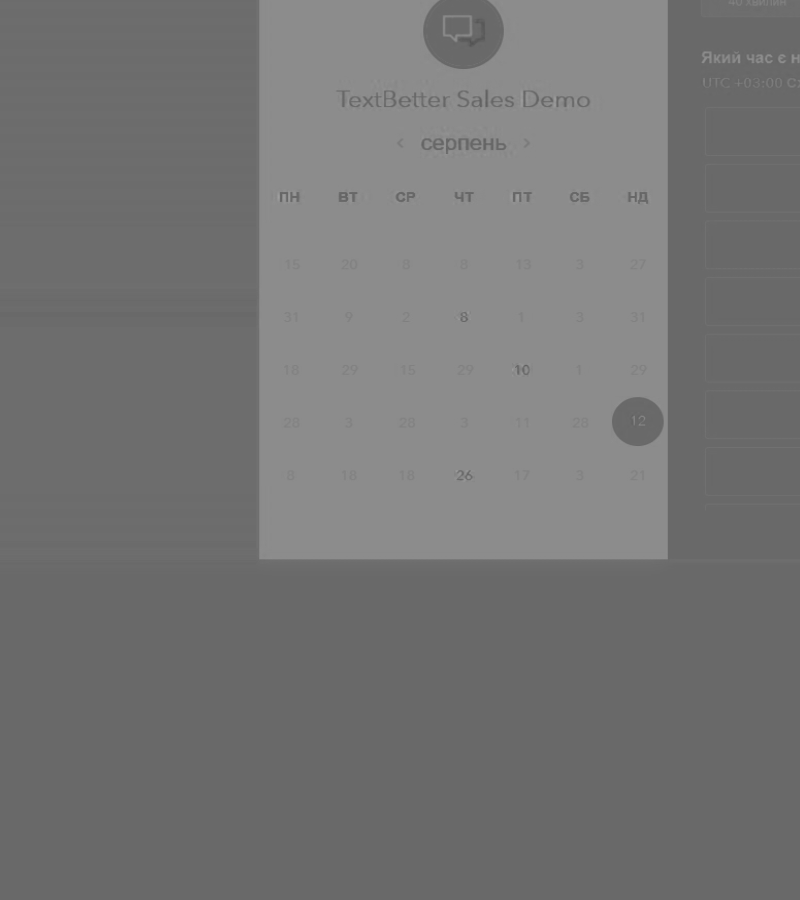 40 хвилин
TextBetter Sales Demo
Який час є н
UTC +03:00 С
‹ серпень ›
ПН ВТ СР ЧТ ПТ СБ НД
15 20 8 8 13 3 27
31 9 2 8 1 3 31
18 29 15 29 10 1 29
28 3 28 3 11 28 12
8 18 18 26 17 3 21